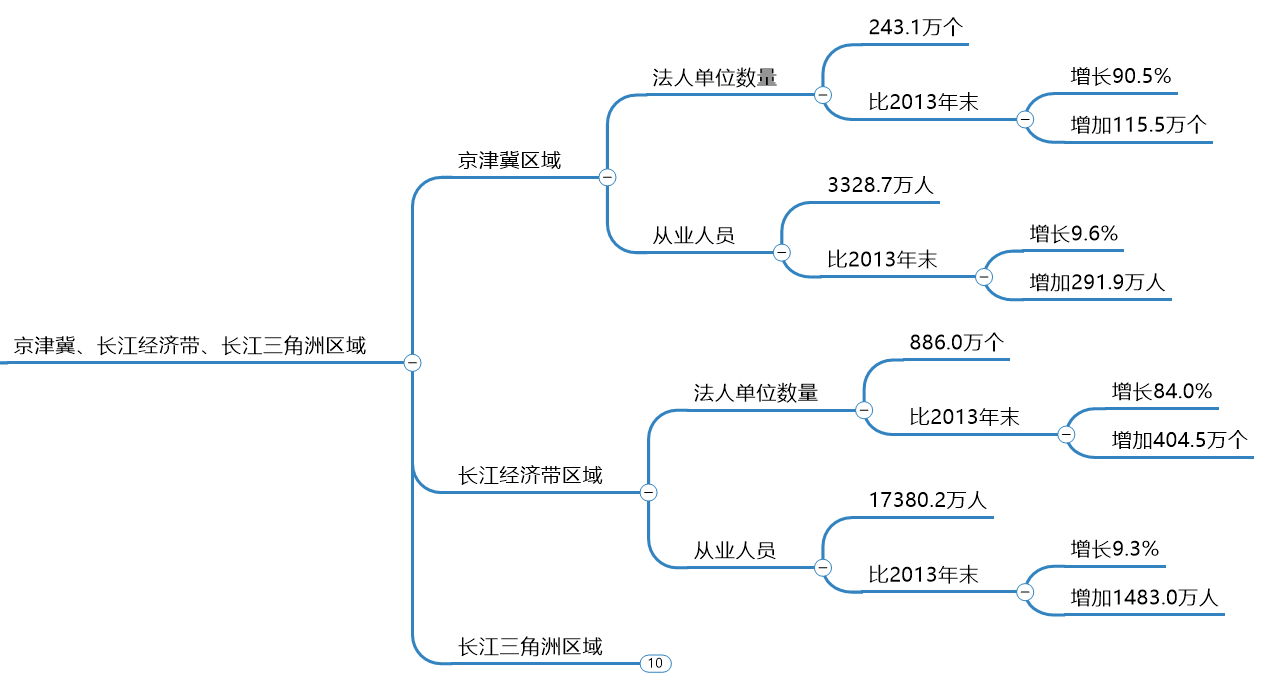 京津冀、长江经济带、长江三角洲区域
京津冀区域
法人单位数量
243.1万个
比2013年末
增长90.5%
增加115.5万个
从业人员
3328.7万人
比2013年末
增长9.6%
增加291.9万人
长江经济带区域
法人单位数量
886.0万个
比2013年末
增长84.0%
增加404.5万个
从业人员
17380.2万人
比2013年末
增长9.3%
增加1483.0万人
长江三角洲区域
10